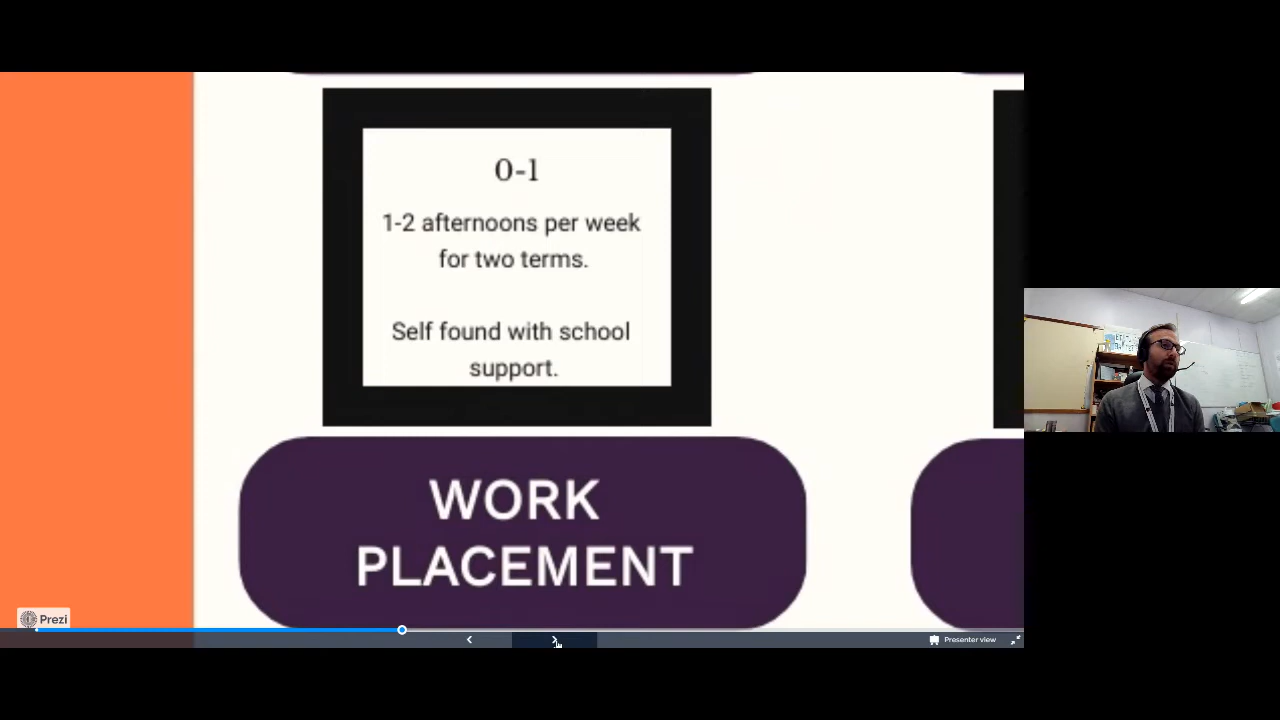 0-1
1-2 afternoons per week
for two terms.
Self found with school
support.
WORK
PLACEMENT
Prezi
Presenter view